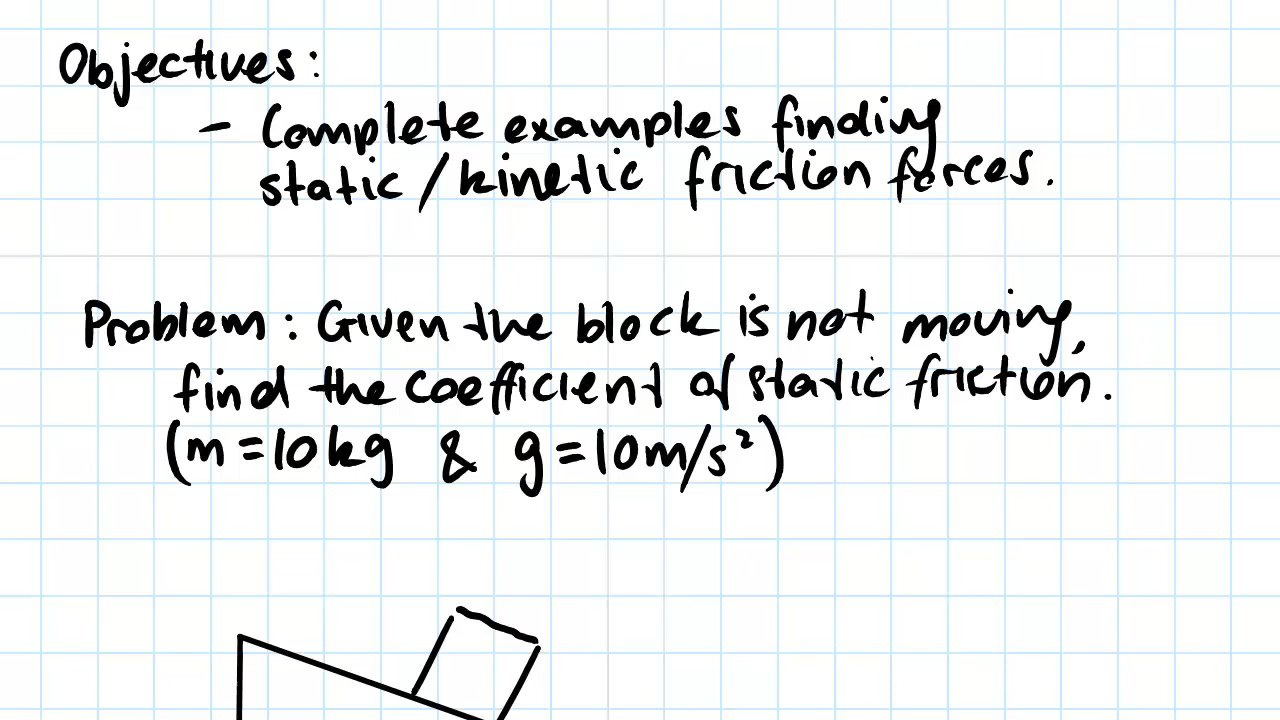 Objectives:
- Complete examples finding
static/kinetic friction forces.
Problem: Given the block is not moving,
find the coefficient of static friction.
(m=10kg & g=10m/s²)